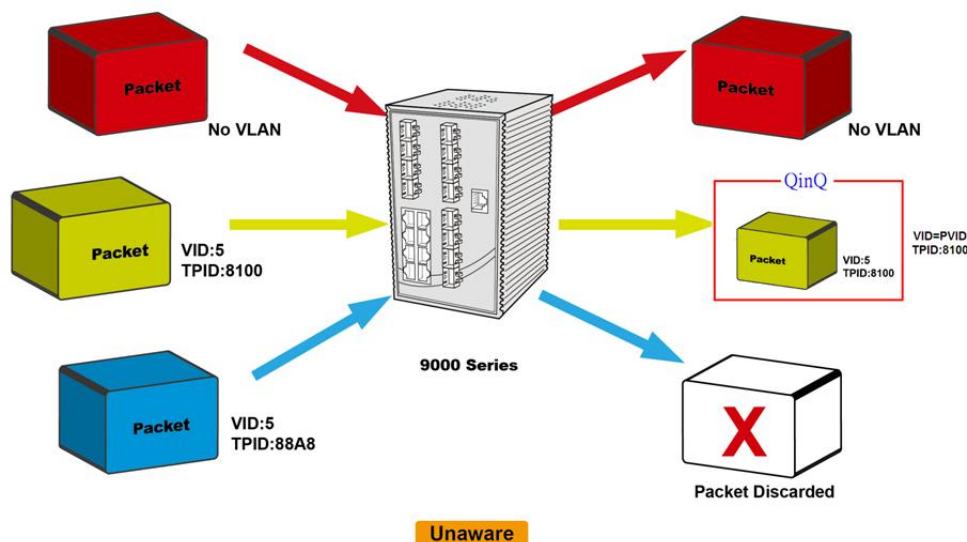 Packet
No VLAN
Packet
No VLAN
Packet
VID:5
TPID:8100
QinQ
Packet
VID:5
TPID:8100
VID=PVID
TPID:8100
Packet
VID:5
TPID:88A8
9000 Series
X
Packet Discarded
Unaware